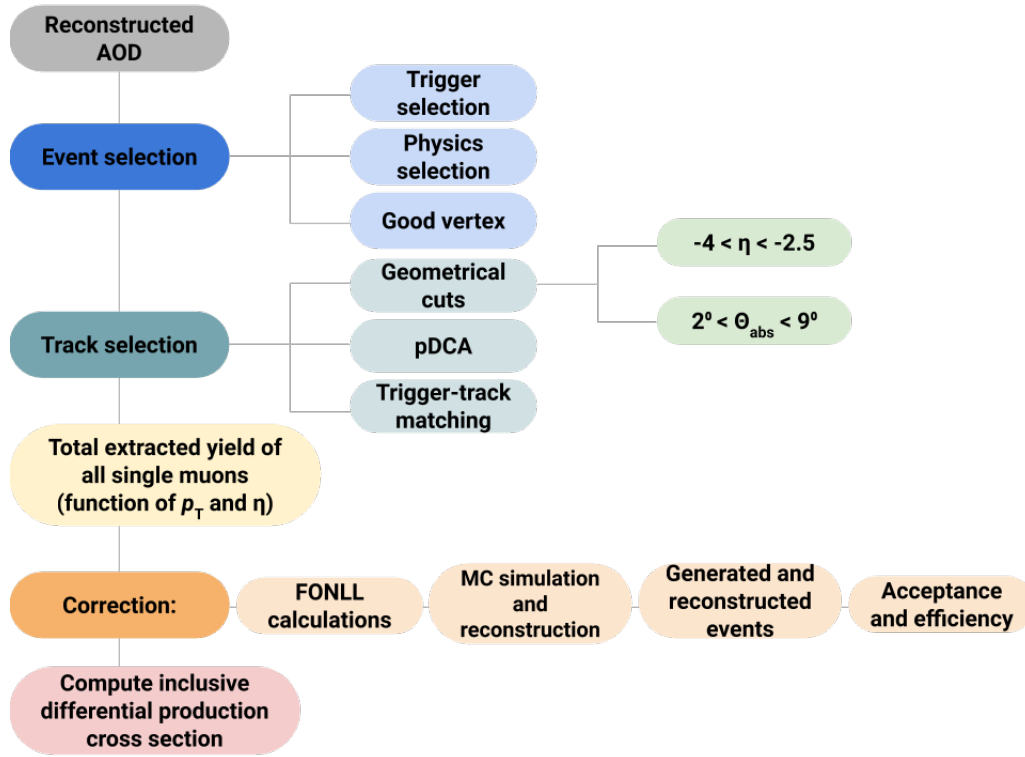 Reconstructed
AOD
Event selection
Trigger
selection
Physics
selection
Good vertex
Track selection
Geometrical
cuts
-4 < η < -2.5
2⁰ < Θabs < 9⁰
pDCA
Trigger-track
matching
Total extracted yield of
all single muons
(function of pT and η)
Correction:
FONLL
calculations
MC simulation
and
reconstruction
Generated and
reconstructed
events
Acceptance
and efficiency
Compute inclusive
differential production
cross section